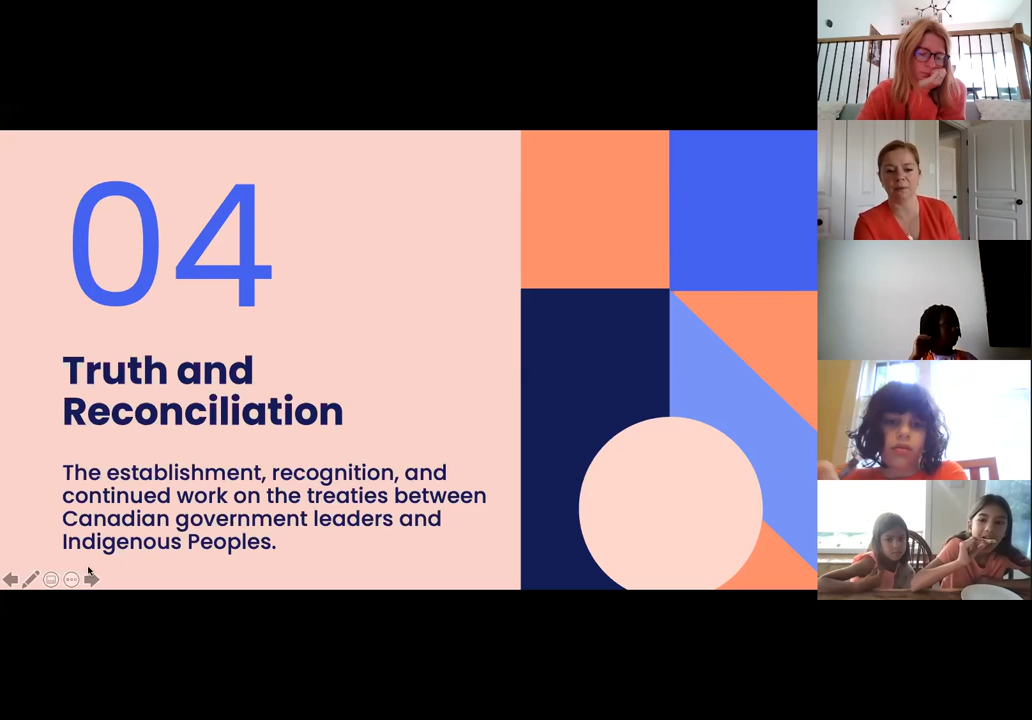 04
Truth and
Reconciliation
The establishment, recognition, and
continued work on the treaties between
Canadian government leaders and
Indigenous Peoples.